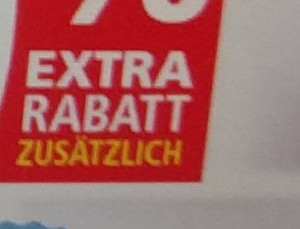 %
EXTRA
RABATT
ZUSÄTZLICH